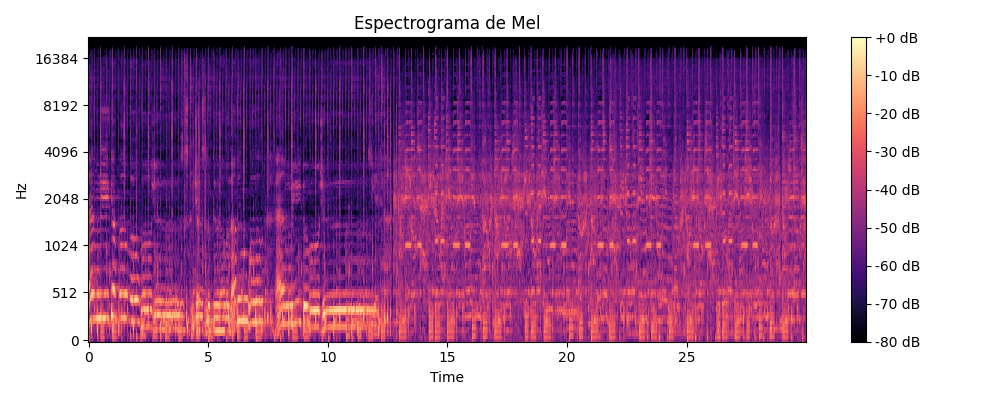 Espectrograma de Mel
Hz
16384
8192
4096
2048
1024
512
0
0 5 10 15 20 25
Time
+0 dB
-10 dB
-20 dB
-30 dB
-40 dB
-50 dB
-60 dB
-70 dB
-80 dB